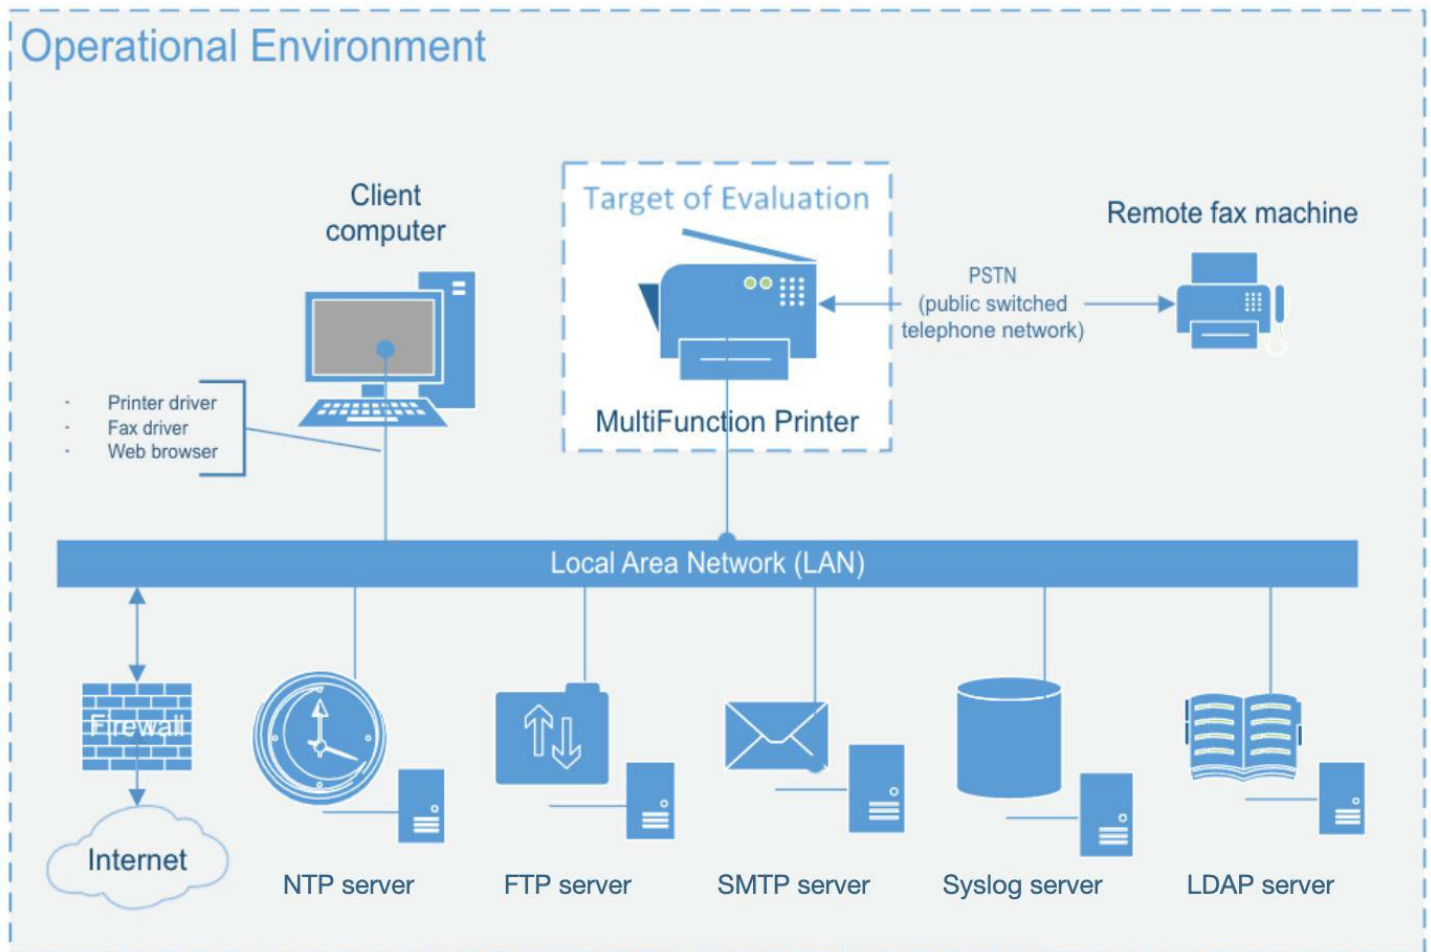 Operational Environment
Client
computer
Target of Evaluation
Remote fax machine
PSTN
(public switched
telephone network)
· Printer driver
· Fax driver
· Web browser
MultiFunction Printer
Local Area Network (LAN)
Firewall
Internet
NTP server
FTP server
SMTP server
Syslog server
LDAP server